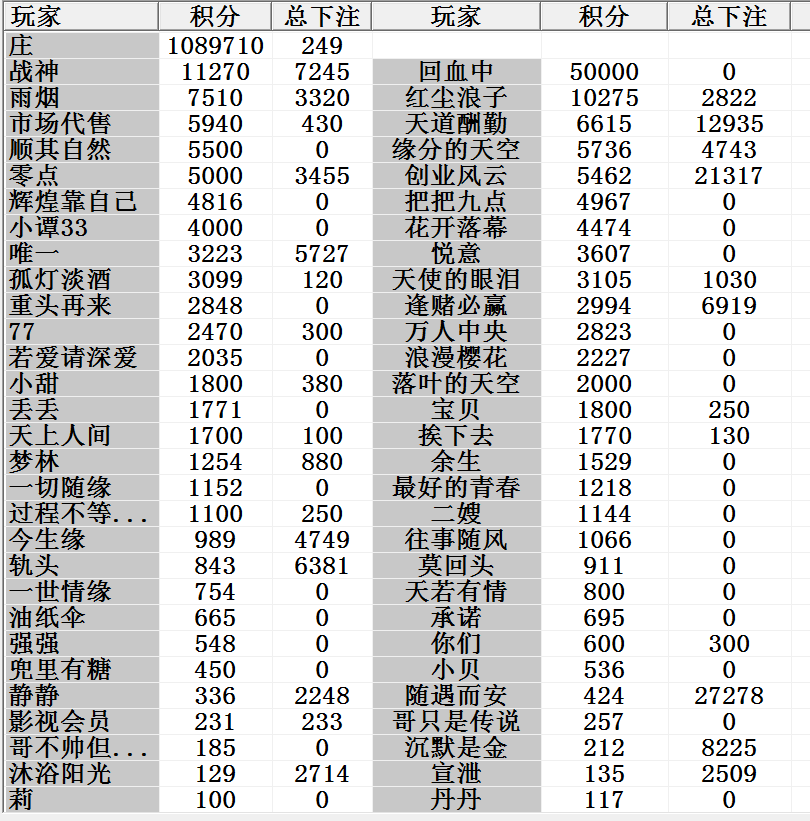 玩家 积分 总下注 玩家 积分 总下注
庄 1089710 249
战神 11270 7245 回血中 50000 0
雨烟 7510 3320 红尘浪子 10275 2822
市场代售 5940 430 天道酬勤 6615 12935
顺其自然 5500 0 缘分的天空 5736 4743
零点 5000 3455 创业风云 5462 21317
辉煌靠自己 4816 0 把把九点 4967 0
小谭33 4000 0 花开落幕 4474 0
唯一 3223 5727 悦意 3607 0
孤灯淡酒 3099 120 天使的眼泪 3105 1030
重头再来 2848 0 逢赌必赢 2994 6919
77 2470 300 万人中央 2823 0
若爱请深爱 2035 0 浪漫樱花 2227 0
小甜 1800 380 落叶的天空 2000 0
丢丢 1771 0 宝贝 1800 250
天上人间 1700 100 挨下去 1770 130
梦林 1254 880 余生 1529 0
一切随缘 1152 0 最好的青春 1218 0
过程不等... 1100 250 二嫂 1144 0
今生缘 989 4749 往事随风 1066 0
轨头 843 6381 莫回头 911 0
一世情缘 754 0 天若有情 800 0
油纸伞 665 0 承诺 695 0
强强 548 0 你们 600 300
兜里有糖 450 0 小贝 536 0
静静 336 2248 随遇而安 424 27278
影视会员 231 233 哥只是传说 257 0
哥不帅但... 185 0 沉默是金 212 8225
沐浴阳光 129 2714 宣泄 135 2509
莉 100 0 丹丹 117 0